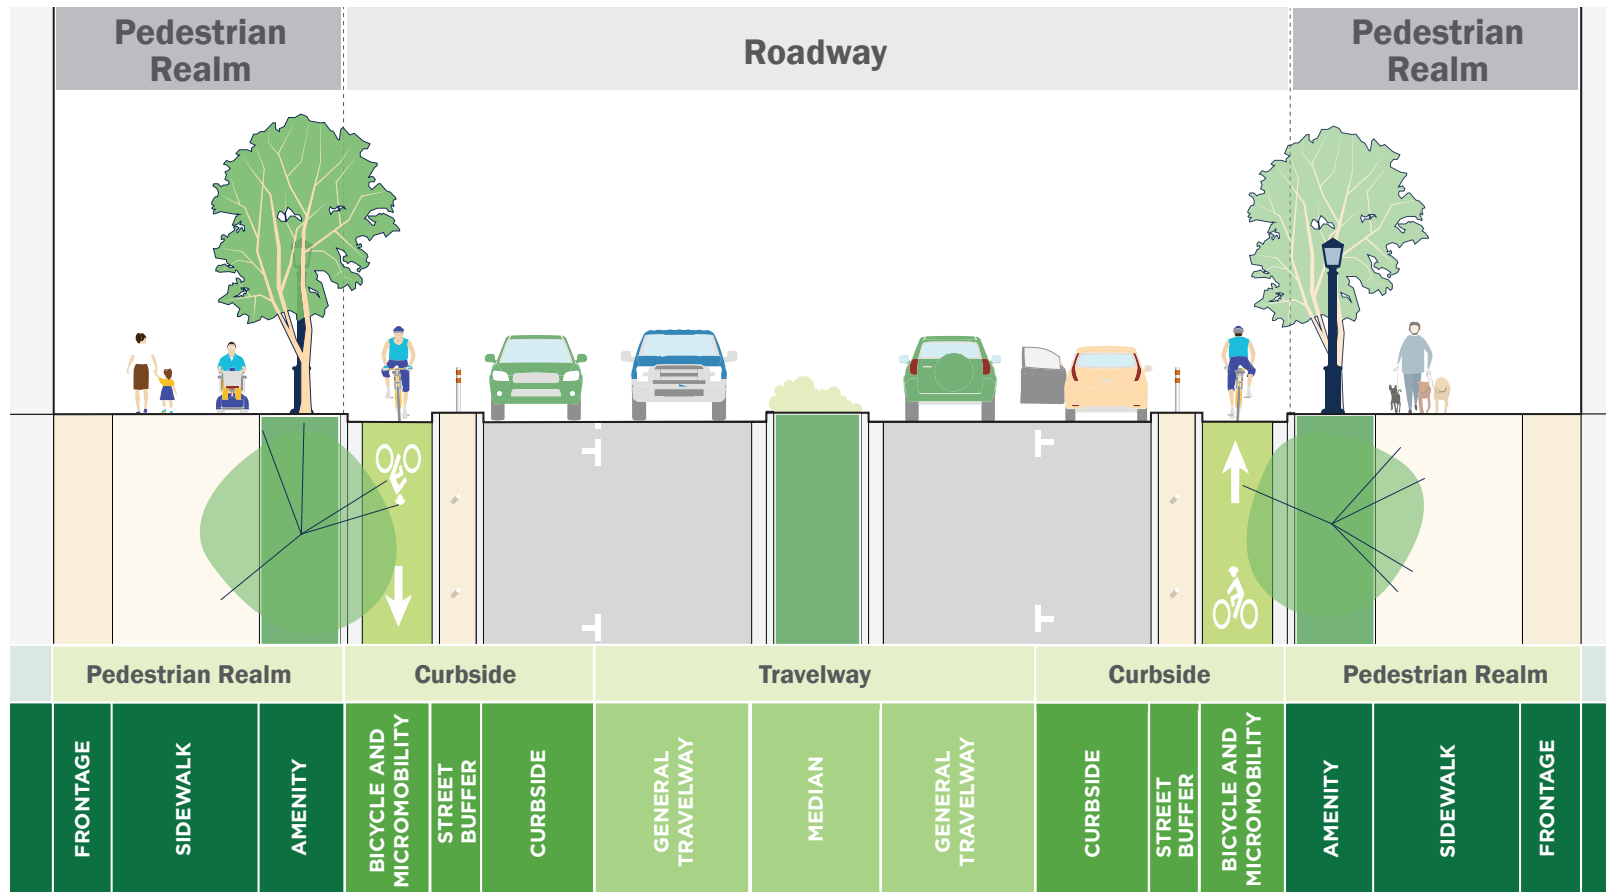 Pedestrian
Realm
Roadway
Pedestrian
Realm
Pedestrian Realm
Curbside
Travelway
Curbside
Pedestrian Realm
FRONTAGE
SIDEWALK
AMENITY
BICYCLE AND
MICROMOBILITY
STREET
BUFFER
CURBSIDE
GENERAL
TRAVELWAY
MEDIAN
GENERAL
TRAVELWAY
CURBSIDE
STREET
BUFFER
BICYCLE AND
MICROMOBILITY
AMENITY
SIDEWALK
FRONTAGE